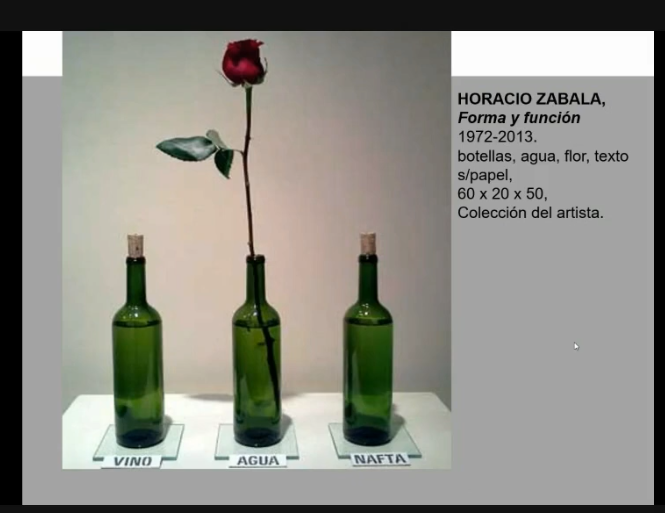 HORACIO ZABALA,
Forma y función
1972-2013.
botellas, agua, flor, texto
s/papel,
60 x 20 x 50,
Colección del artista.
VINO
AGUA
NAFTA